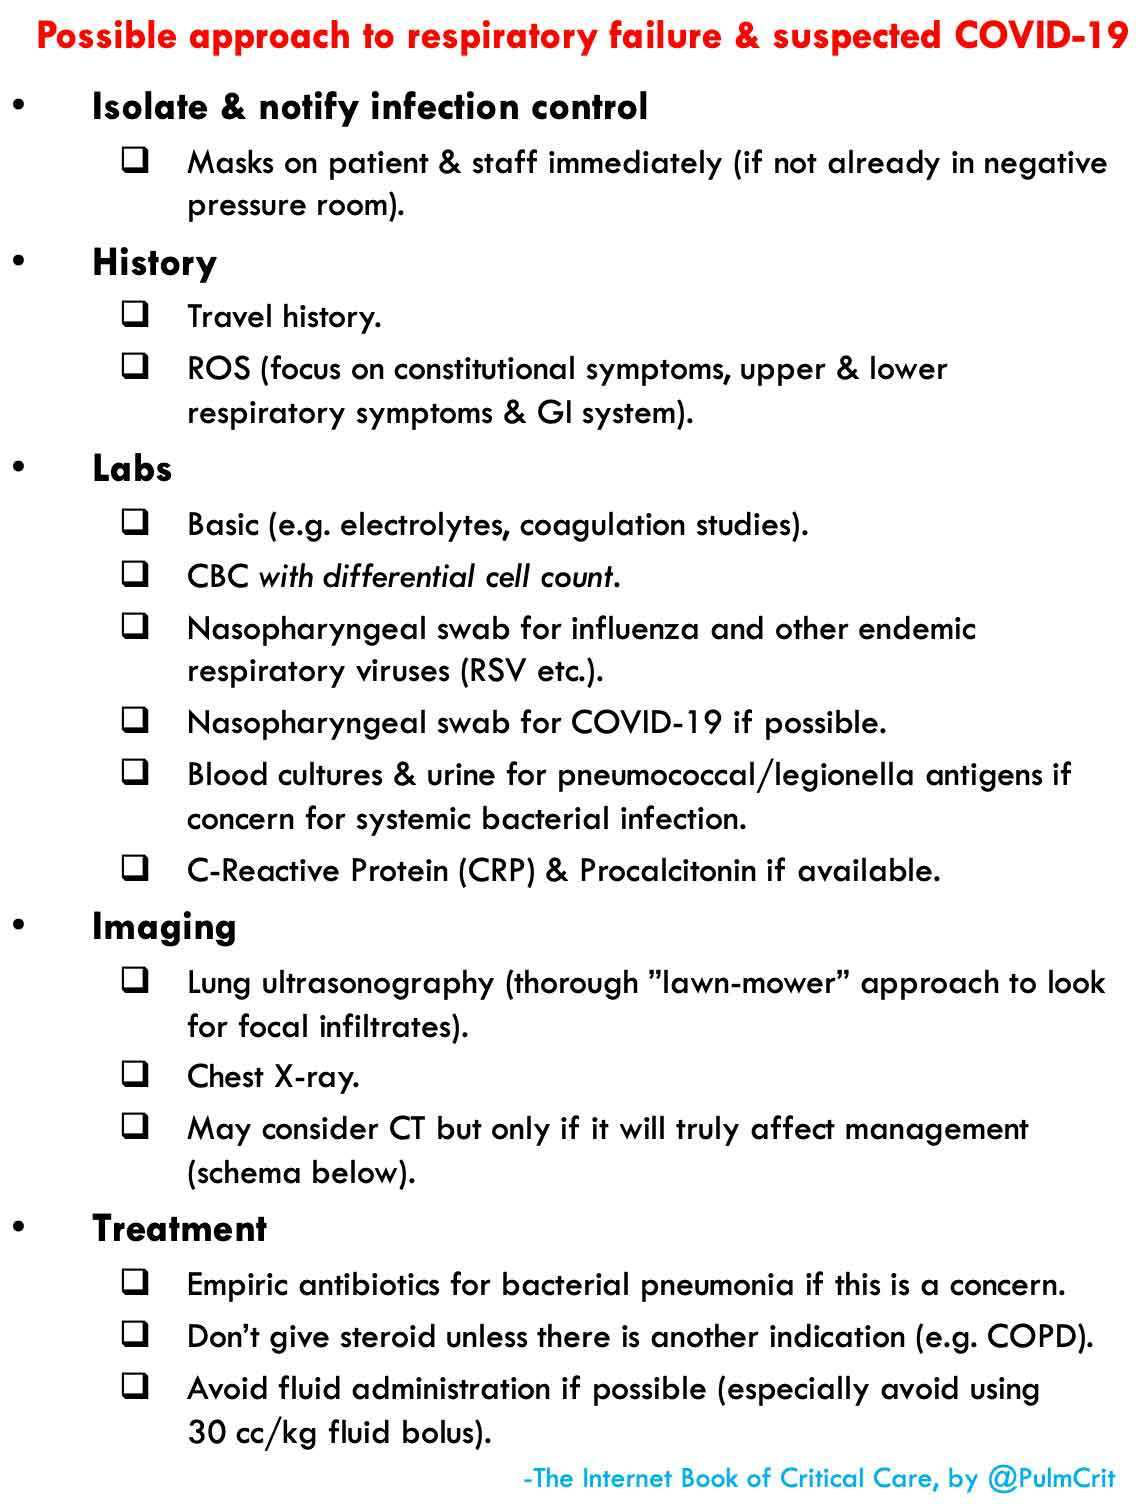 Possible approach to respiratory failure & suspected COVID-19
• Isolate & notify infection control
❑ Masks on patient & staff immediately (if not already in negative
pressure room).
• History
❑ Travel history.
❑ ROS (focus on constitutional symptoms, upper & lower
respiratory symptoms & GI system).
• Labs
❑ Basic (e.g. electrolytes, coagulation studies).
❑ CBC with differential cell count.
❑ Nasopharyngeal swab for influenza and other endemic
respiratory viruses (RSV etc.).
❑ Nasopharyngeal swab for COVID-19 if possible.
❑ Blood cultures & urine for pneumococcal/legionella antigens if
concern for systemic bacterial infection.
❑ C-Reactive Protein (CRP) & Procalcitonin if available.
• Imaging
❑ Lung ultrasonography (thorough ”lawn-mower” approach to look
for focal infiltrates).
❑ Chest X-ray.
❑ May consider CT but only if it will truly affect management
(schema below).
• Treatment
❑ Empiric antibiotics for bacterial pneumonia if this is a concern.
❑ Don’t give steroid unless there is another indication (e.g. COPD).
❑ Avoid fluid administration if possible (especially avoid using
30 cc/kg fluid bolus).
-The Internet Book of Critical Care, by @PulmCrit